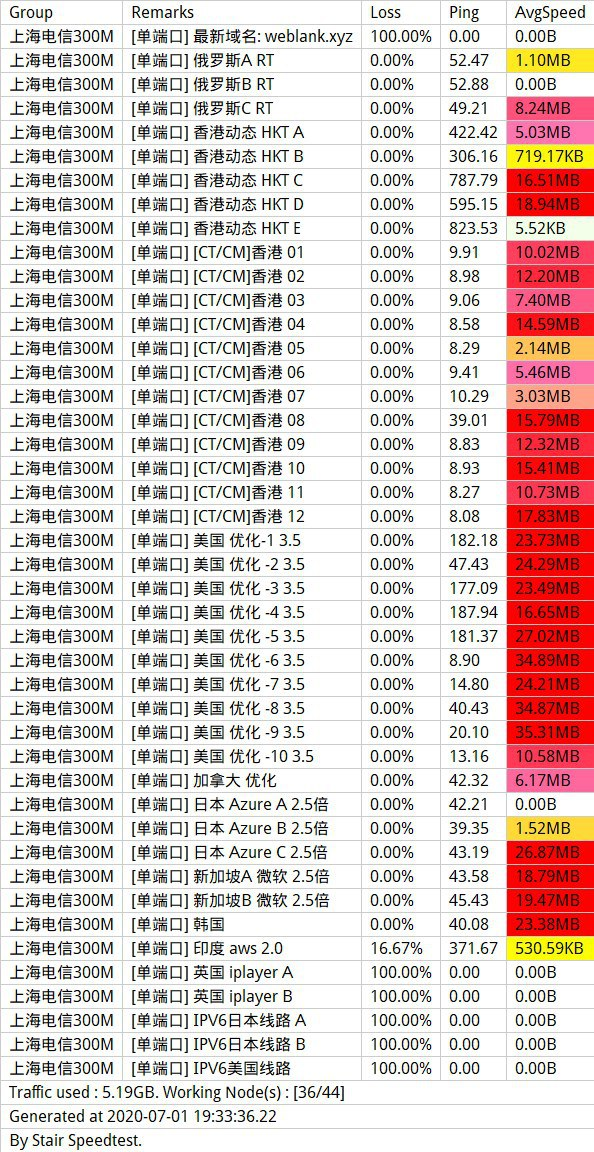 Group Remarks Loss Ping AvgSpeed
上海电信300M [单端口] 最新域名: weblank.xyz 100.00% 0.00 0.00B
上海电信300M [单端口] 俄罗斯A RT 0.00% 52.47 1.10MB
上海电信300M [单端口] 俄罗斯B RT 0.00% 52.88 0.00B
上海电信300M [单端口] 俄罗斯C RT 0.00% 49.21 8.24MB
上海电信300M [单端口] 香港动态 HKT A 0.00% 422.42 5.03MB
上海电信300M [单端口] 香港动态 HKT B 0.00% 306.16 719.17KB
上海电信300M [单端口] 香港动态 HKT C 0.00% 787.79 16.51MB
上海电信300M [单端口] 香港动态 HKT D 0.00% 595.15 18.94MB
上海电信300M [单端口] 香港动态 HKT E 0.00% 823.53 5.52KB
上海电信300M [单端口] [CT/CM]香港 01 0.00% 9.91 10.02MB
上海电信300M [单端口] [CT/CM]香港 02 0.00% 8.98 12.20MB
上海电信300M [单端口] [CT/CM]香港 03 0.00% 9.06 7.40MB
上海电信300M [单端口] [CT/CM]香港 04 0.00% 8.58 14.59MB
上海电信300M [单端口] [CT/CM]香港 05 0.00% 8.29 2.14MB
上海电信300M [单端口] [CT/CM]香港 06 0.00% 9.41 5.46MB
上海电信300M [单端口] [CT/CM]香港 07 0.00% 10.29 3.03MB
上海电信300M [单端口] [CT/CM]香港 08 0.00% 39.01 15.79MB
上海电信300M [单端口] [CT/CM]香港 09 0.00% 8.83 12.32MB
上海电信300M [单端口] [CT/CM]香港 10 0.00% 8.93 15.41MB
上海电信300M [单端口] [CT/CM]香港 11 0.00% 8.27 10.73MB
上海电信300M [单端口] [CT/CM]香港 12 0.00% 8.08 17.83MB
上海电信300M [单端口] 美国 优化-1 3.5 0.00% 182.18 23.73MB
上海电信300M [单端口] 美国 优化 -2 3.5 0.00% 47.43 24.29MB
上海电信300M [单端口] 美国 优化 -3 3.5 0.00% 177.09 23.49MB
上海电信300M [单端口] 美国 优化 -4 3.5 0.00% 187.94 16.65MB
上海电信300M [单端口] 美国 优化 -5 3.5 0.00% 181.37 27.02MB
上海电信300M [单端口] 美国 优化 -6 3.5 0.00% 8.90 34.89MB
上海电信300M [单端口] 美国 优化 -7 3.5 0.00% 14.80 24.21MB
上海电信300M [单端口] 美国 优化 -8 3.5 0.00% 40.43 34.87MB
上海电信300M [单端口] 美国 优化 -9 3.5 0.00% 20.10 35.31MB
上海电信300M [单端口] 美国 优化 -10 3.5 0.00% 13.16 10.58MB
上海电信300M [单端口] 加拿大 优化 0.00% 42.32 6.17MB
上海电信300M [单端口] 日本 Azure A 2.5倍 0.00% 42.21 0.00B
上海电信300M [单端口] 日本 Azure B 2.5倍 0.00% 39.35 1.52MB
上海电信300M [单端口] 日本 Azure C 2.5倍 0.00% 43.19 26.87MB
上海电信300M [单端口] 新加坡A 微软 2.5倍 0.00% 43.58 18.79MB
上海电信300M [单端口] 新加坡B 微软 2.5倍 0.00% 45.43 19.47MB
上海电信300M [单端口] 韩国 0.00% 40.08 23.38MB
上海电信300M [单端口] 印度 aws 2.0 16.67% 371.67 530.59KB
上海电信300M [单端口] 英国 iplayer A 100.00% 0.00 0.00B
上海电信300M [单端口] 英国 iplayer B 100.00% 0.00 0.00B
上海电信300M [单端口] IPV6日本线路 A 100.00% 0.00 0.00B
上海电信300M [单端口] IPV6日本线路 B 100.00% 0.00 0.00B
上海电信300M [单端口] IPV6美国线路 100.00% 0.00 0.00B
Traffic used : 5.19GB. Working Node(s) : [36/44]
Generated at 2020-07-01 19:33:36.22
By Stair Speedtest.